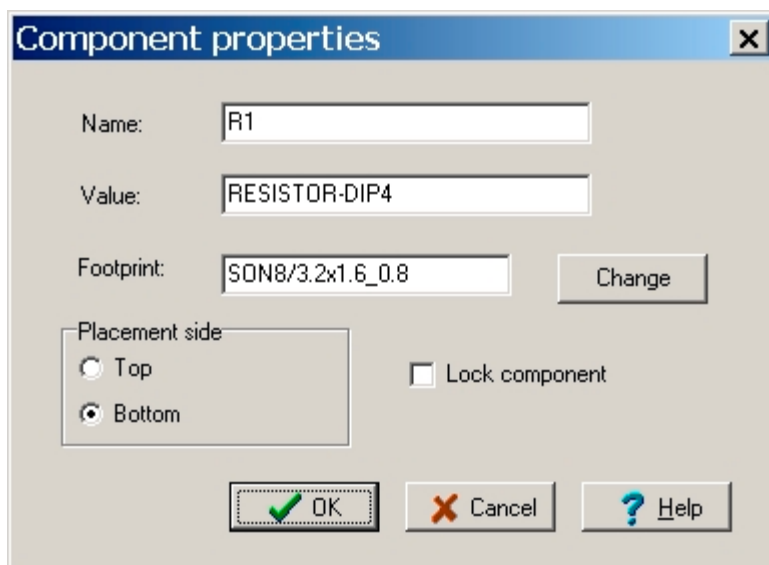 Component properties
Name: R1
Value: RESISTOR-DIP4
Footprint: SON8/3.2x1.6_0.8 Change
Placement side
Top
Lock component
Bottom
OK Cancel Help